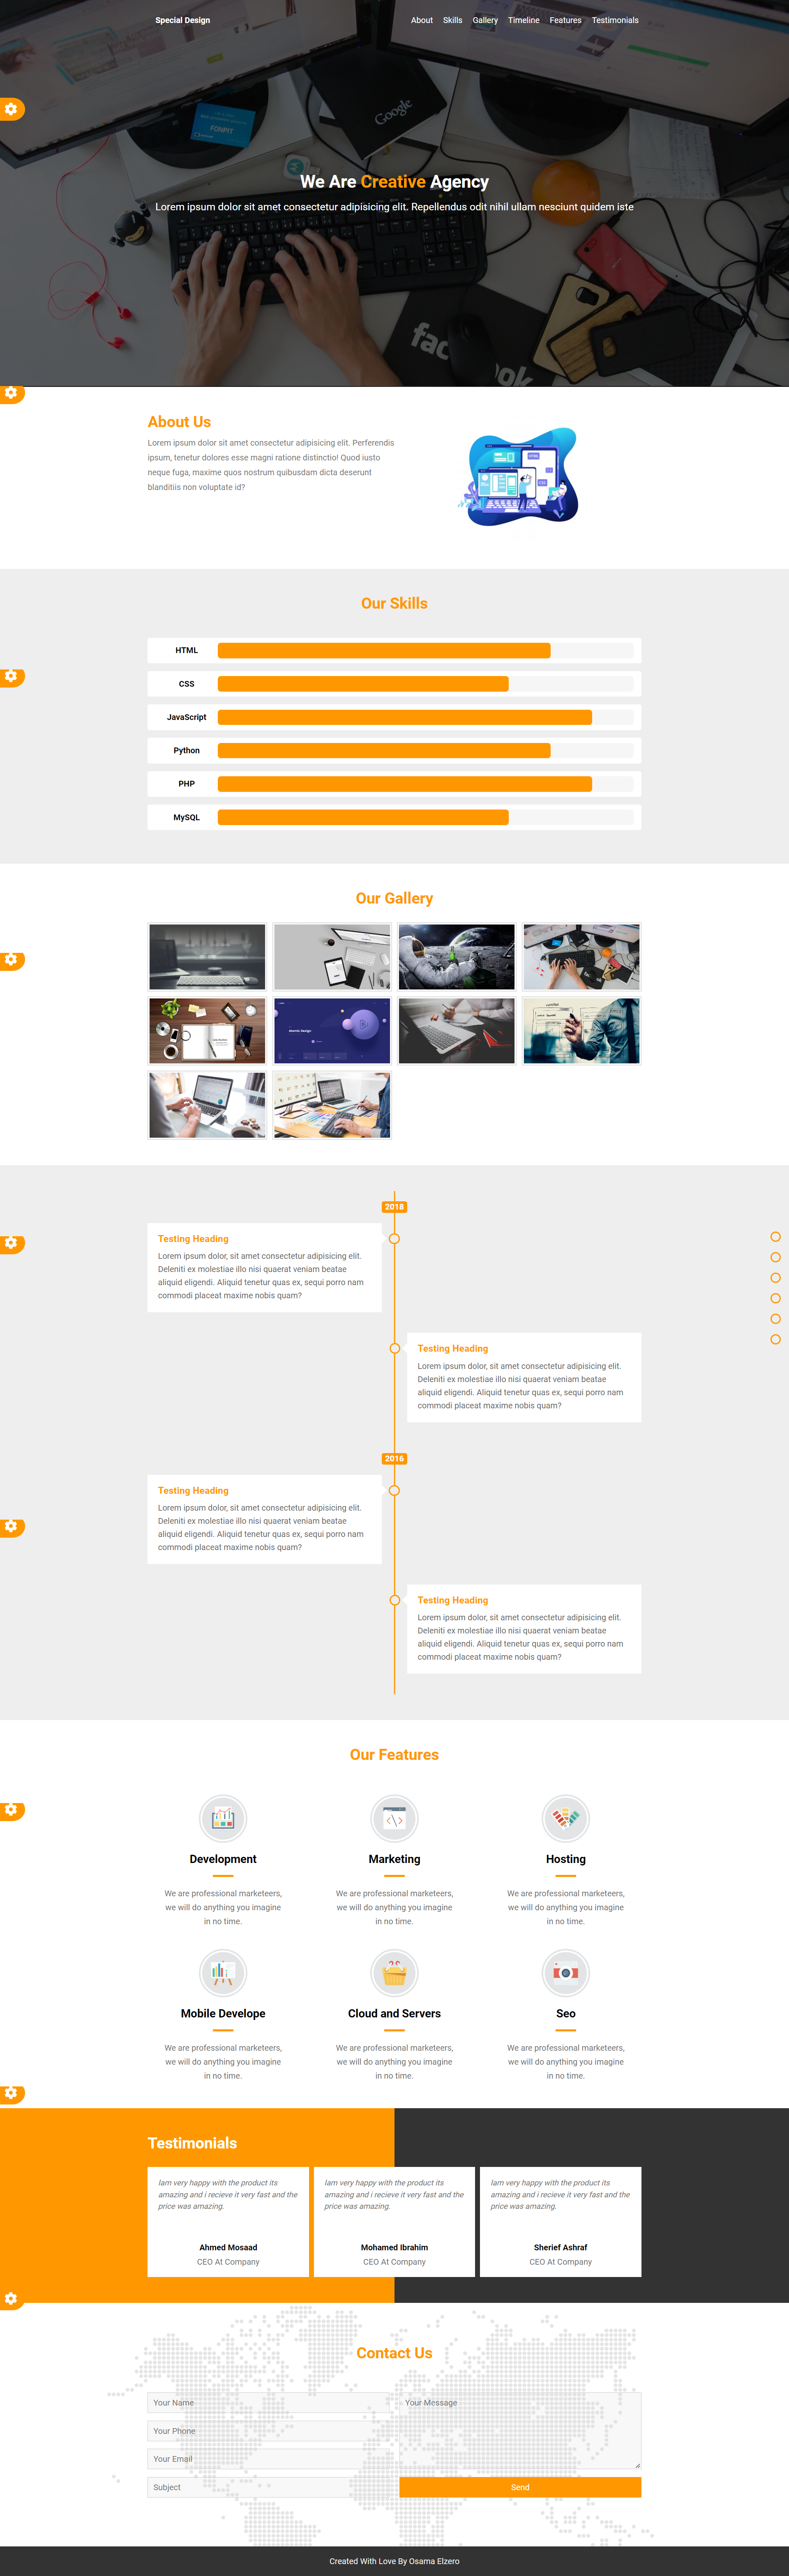 Special Design
About Skills Gallery Timeline Features Testimonials
Google
FONPIT
We Are Creative Agency
Lorem ipsum dolor sit amet consectetur adipisicing elit. Repellendus odit nihil ullam nesciunt quidem iste
About Us
Lorem ipsum dolor sit amet consectetur adipisicing elit. Perferendis
ipsum, tenetur dolores esse magni ratione distinctio! Quod iusto
neque fuga, maxime quos nostrum quibusdam dicta deserunt
blanditiis non voluptate id?
Our Skills
HTML
CSS
JavaScript
Python
PHP
MySQL
Our Gallery
2018
Testing Heading
Lorem ipsum dolor, sit amet consectetur adipisicing elit.
Deleniti ex molestiae illo nisi quaerat veniam beatae
aliquid eligendi. Aliquid tenetur quas ex, sequi porro nam
commodi placeat maxime nobis quam?
Testing Heading
Lorem ipsum dolor, sit amet consectetur adipisicing elit.
Deleniti ex molestiae illo nisi quaerat veniam beatae
aliquid eligendi. Aliquid tenetur quas ex, sequi porro nam
commodi placeat maxime nobis quam?
2016
Testing Heading
Lorem ipsum dolor, sit amet consectetur adipisicing elit.
Deleniti ex molestiae illo nisi quaerat veniam beatae
aliquid eligendi. Aliquid tenetur quas ex, sequi porro nam
commodi placeat maxime nobis quam?
Testing Heading
Lorem ipsum dolor, sit amet consectetur adipisicing elit.
Deleniti ex molestiae illo nisi quaerat veniam beatae
aliquid eligendi. Aliquid tenetur quas ex, sequi porro nam
commodi placeat maxime nobis quam?
Our Features
Development
We are professional marketeers,
we will do anything you imagine
in no time.
Marketing
We are professional marketeers,
we will do anything you imagine
in no time.
Hosting
We are professional marketeers,
we will do anything you imagine
in no time.
Mobile Develope
We are professional marketeers,
we will do anything you imagine
in no time.
Cloud and Servers
We are professional marketeers,
we will do anything you imagine
in no time.
Seo
We are professional marketeers,
we will do anything you imagine
in no time.
Testimonials
Iam very happy with the product its
amazing and i recieve it very fast and the
price was amazing.
Ahmed Mosaad
CEO At Company
Iam very happy with the product its
amazing and i recieve it very fast and the
price was amazing.
Mohamed Ibrahim
CEO At Company
Iam very happy with the product its
amazing and i recieve it very fast and the
price was amazing.
Sherief Ashraf
CEO At Company
Contact Us
Your Name
Your Phone
Your Email
Subject
Your Message
Send
Created With Love By Osama Elzero